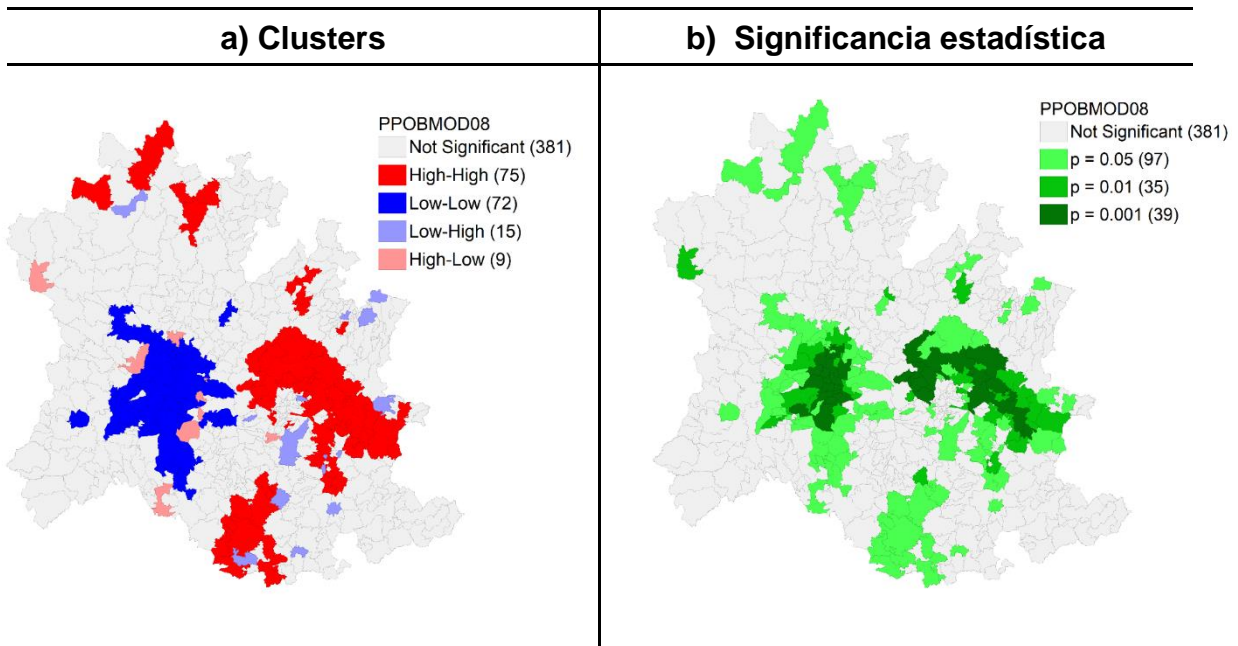 a) Clusters
b) Significancia estadística
PPOBMOD08
Not Significant (381)
High-High (75)
Low-Low (72)
Low-High (15)
High-Low (9)
PPOBMOD08
Not Significant (381)
p = 0.05 (97)
p = 0.01 (35)
p = 0.001 (39)